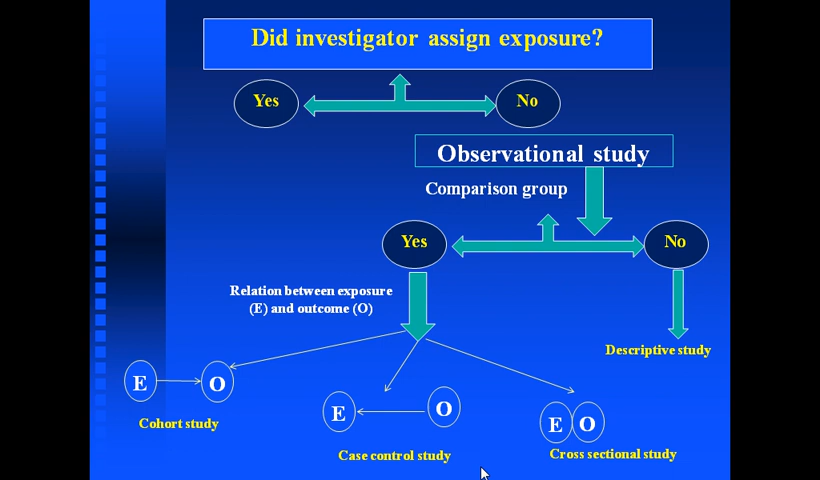 Did investigator assign exposure?
Yes
No
Observational study
Comparison group
Yes
No
Relation between exposure
(E) and outcome (O)
Descriptive study
E
O
Cohort study
E
O
Case control study
E
O
Cross sectional study